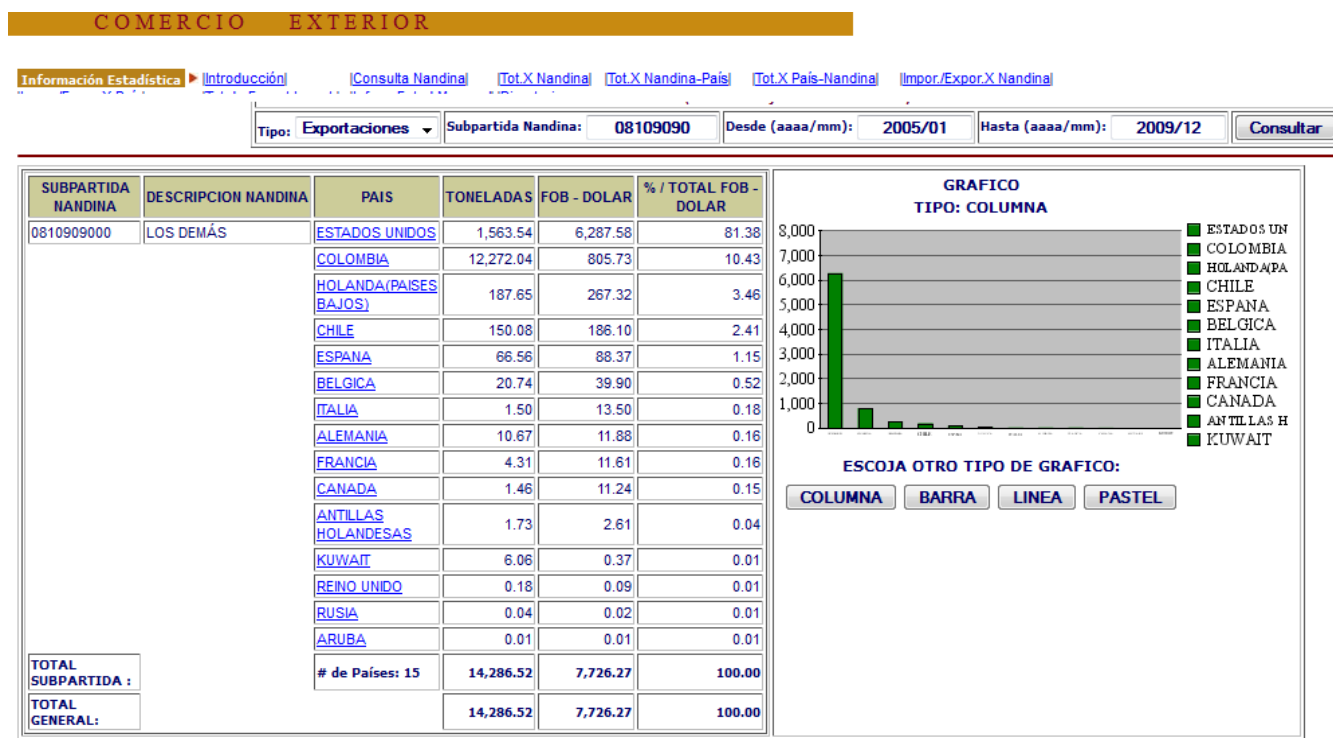 COMERCIO EXTERIOR
Información Estadística |Introducción| |Consulta Nandina| |Tot.X Nandina| |Tot.X Nandina-País| |Tot.X País-Nandina| |Impor./Expor.X Nandina|
Tipo: Exportaciones Subpartida Nandina: 08109090 Desde (aaaa/mm): 2005/01 Hasta (aaaa/mm): 2009/12 Consultar
SUBPARTIDA NANDINA DESCRIPCION NANDINA PAIS TONELADAS FOB - DOLAR % / TOTAL FOB - DOLAR
0810909000 LOS DEMÁS ESTADOS UNIDOS 1,563.54 6,287.58 81.38
COLOMBIA 12,272.04 805.73 10.43
HOLANDA(PAISES BAJOS) 187.65 267.32 3.46
CHILE 150.08 186.10 2.41
ESPANA 66.56 88.37 1.15
BELGICA 20.74 39.90 0.52
ITALIA 1.50 13.50 0.18
ALEMANIA 10.67 11.88 0.16
FRANCIA 4.31 11.61 0.16
CANADA 1.46 11.24 0.15
ANTILLAS HOLANDESAS 1.73 2.61 0.04
KUWAIT 6.06 0.37 0.01
REINO UNIDO 0.18 0.09 0.01
RUSIA 0.04 0.02 0.01
ARUBA 0.01 0.01 0.01
TOTAL SUBPARTIDA : # de Países: 15 14,286.52 7,726.27 100.00
TOTAL GENERAL: 14,286.52 7,726.27 100.00
GRAFICO
TIPO: COLUMNA
8,000
7,000
6,000
5,000
4,000
3,000
2,000
1,000
0
ESTADOS UN
COLOMBIA
HOLANDA(PA
CHILE
ESPANA
BELGICA
ITALIA
ALEMANIA
FRANCIA
CANADA
ANTILLAS H
KUWAIT
ESCOJA OTRO TIPO DE GRAFICO:
COLUMNA BARRA LINEA PASTEL